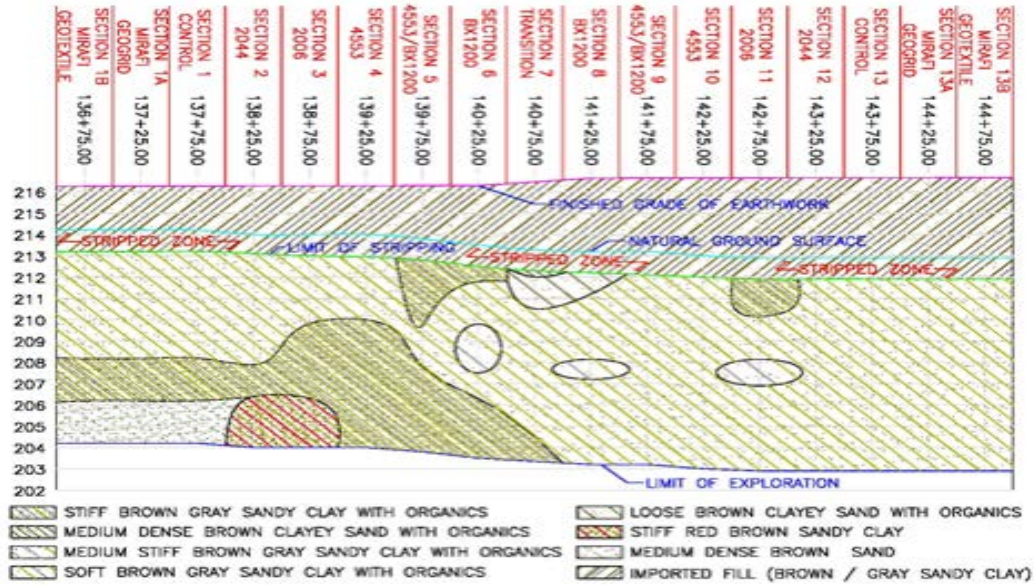 SECTION 1B
MIRAFI
GEOTEXTILE
136+75.00
SECTION 1A
MIRAFI
GEOGRID
137+25.00
SECTION 1
CONTROL
137+75.00
SECTION 2
2044
138+25.00
SECTION 3
2006
138+75.00
SECTION 4
4553
139+25.00
SECTION 5
4553/BX1200
139+75.00
SECTION 6
BX1200
140+25.00
SECTION 7
TRANSITION
140+75.00
SECTION 8
BX1200
141+25.00
SECTION 9
4553/BX1200
141+75.00
SECTION 10
4553
142+25.00
SECTION 11
2006
142+75.00
SECTION 12
2044
143+25.00
SECTION 13
CONTROL
143+75.00
SECTION 13A
MIRAFI
GEOGRID
144+25.00
SECTION 13B
MIRAFI
GEOTEXTILE
144+75.00
216
215
214
213
212
211
210
209
208
207
206
205
204
203
202
FINISHED GRADE OF EARTHWORK
STRIPPED ZONE
LIMIT OF STRIPPING
NATURAL GROUND SURFACE
STRIPPED ZONE
STRIPPED ZONE
LIMIT OF EXPLORATION
STIFF BROWN GRAY SANDY CLAY WITH ORGANICS
MEDIUM DENSE BROWN CLAYEY SAND WITH ORGANICS
MEDIUM STIFF BROWN GRAY SANDY CLAY WITH ORGANICS
SOFT BROWN GRAY SANDY CLAY WITH ORGANICS
LOOSE BROWN CLAYEY SAND WITH ORGANICS
STIFF RED BROWN SANDY CLAY
MEDIUM DENSE BROWN SAND
IMPORTED FILL (BROWN / GRAY SANDY CLAY)